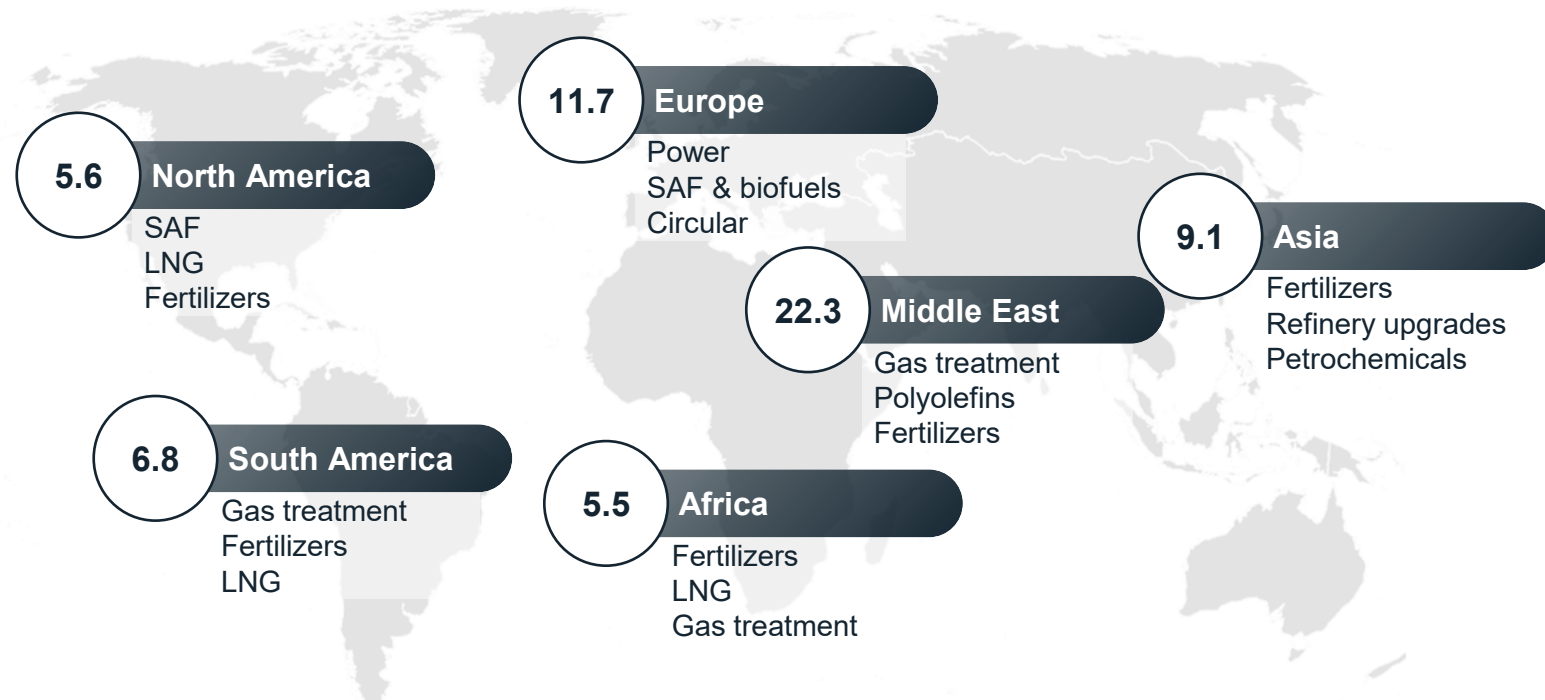 5.6
North America
SAF
LNG
Fertilizers
11.7
Europe
Power
SAF & biofuels
Circular
9.1
Asia
Fertilizers
Refinery upgrades
Petrochemicals
22.3
Middle East
Gas treatment
Polyolefins
Fertilizers
6.8
South America
Gas treatment
Fertilizers
LNG
5.5
Africa
Fertilizers
LNG
Gas treatment